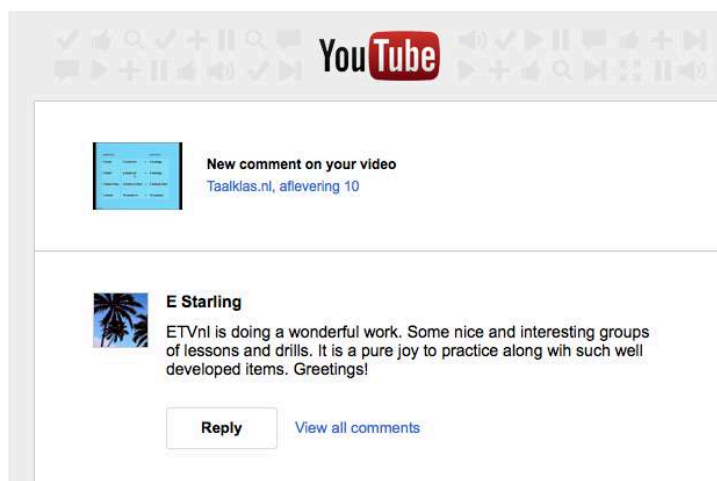 YouTube
New comment on your video
Taalklas.nl, aflevering 10
E Starling
ETVnl is doing a wonderful work. Some nice and interesting groups
of lessons and drills. It is a pure joy to practice along wih such well
developed items. Greetings!
Reply
View all comments